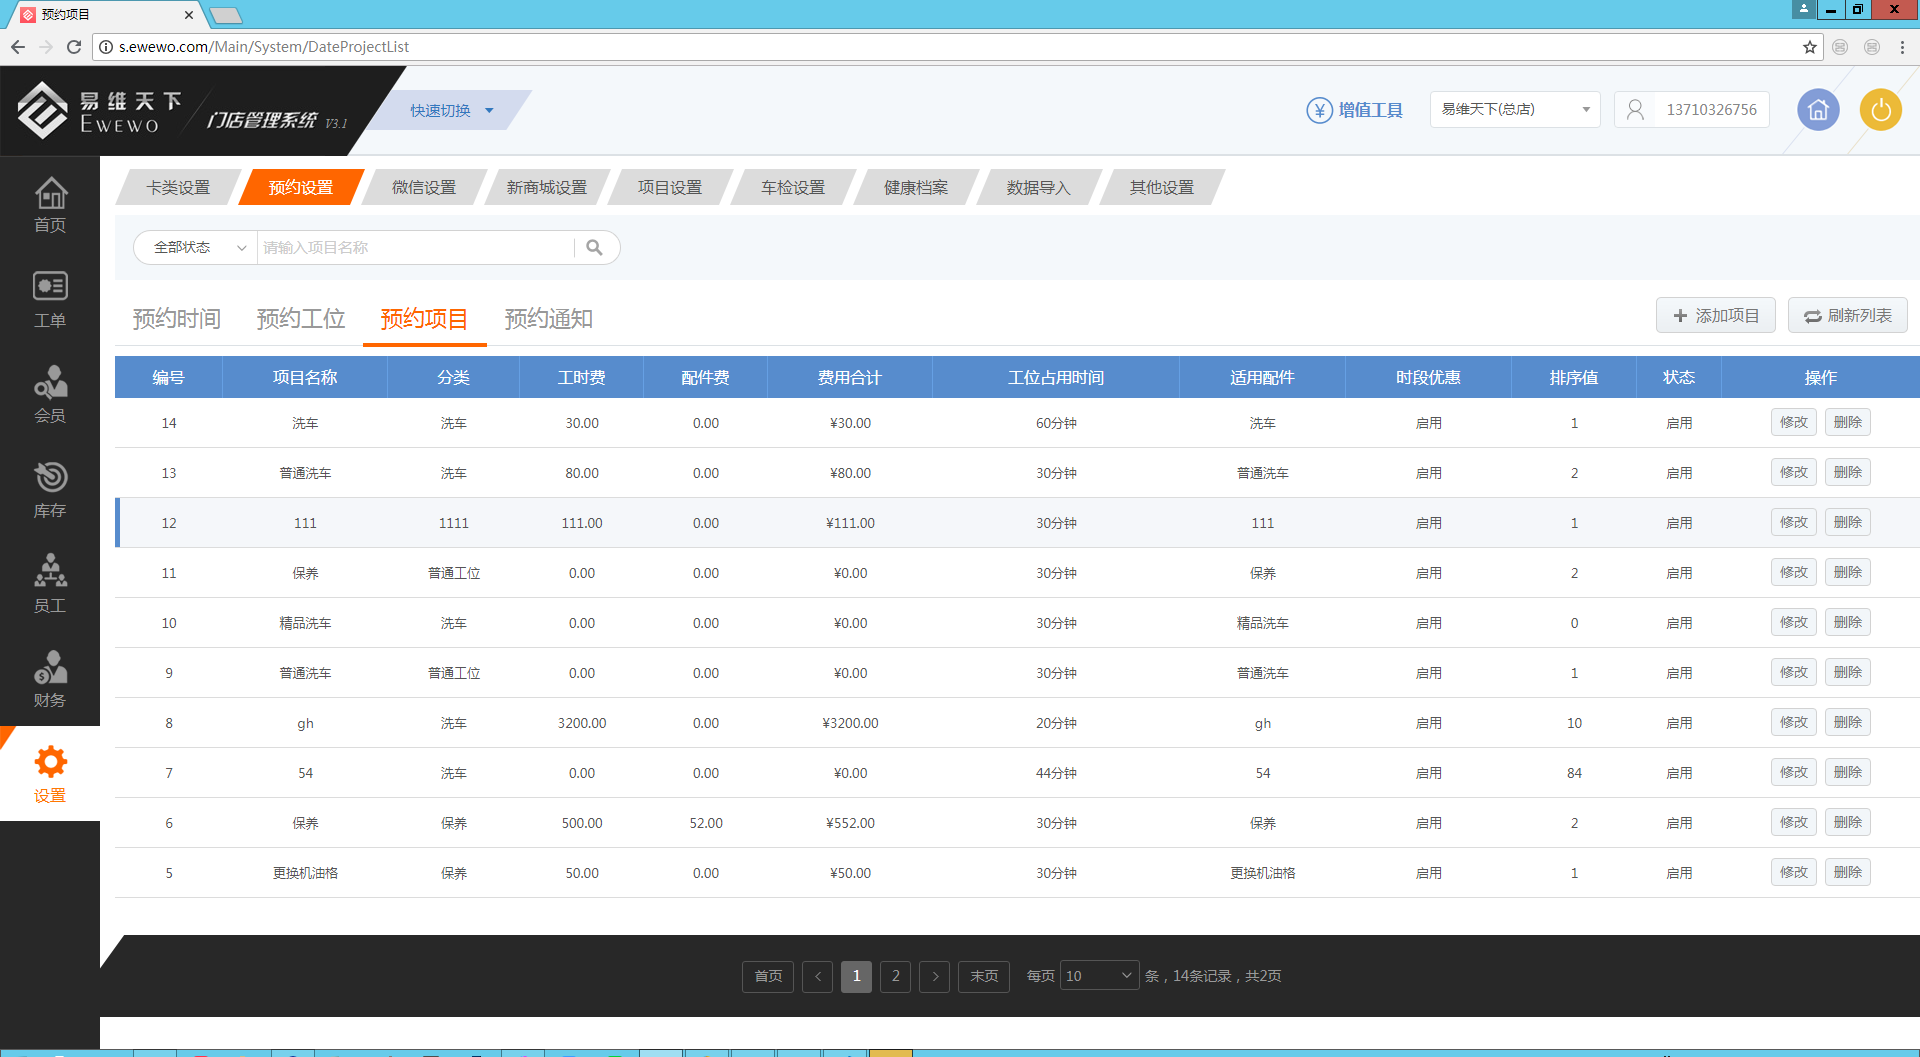 预约项目
s.ewewo.com/Main/System/DateProjectList
易维天下 EWEWO 门店管理系统 V3.1
快速切换
增值工具
易维天下(总店)
13710326756
首页
工单
会员
库存
员工
财务
设置
卡类设置 预约设置 微信设置 新商城设置 项目设置 车检设置 健康档案 数据导入 其他设置
全部状态 请输入项目名称
预约时间 预约工位 预约项目 预约通知
添加项目 刷新列表
编号 项目名称 分类 工时费 配件费 费用合计 工位占用时间 适用配件 时段优惠 排序值 状态 操作
14 洗车 洗车 30.00 0.00 ¥30.00 60分钟 洗车 启用 1 启用 修改 删除
13 普通洗车 洗车 80.00 0.00 ¥80.00 30分钟 普通洗车 启用 2 启用 修改 删除
12 111 1111 111.00 0.00 ¥111.00 30分钟 111 启用 1 启用 修改 删除
11 保养 普通工位 0.00 0.00 ¥0.00 30分钟 保养 启用 2 启用 修改 删除
10 精品洗车 洗车 0.00 0.00 ¥0.00 30分钟 精品洗车 启用 0 启用 修改 删除
9 普通洗车 普通工位 0.00 0.00 ¥0.00 30分钟 普通洗车 启用 1 启用 修改 删除
8 gh 洗车 3200.00 0.00 ¥3200.00 20分钟 gh 启用 10 启用 修改 删除
7 54 洗车 0.00 0.00 ¥0.00 44分钟 54 启用 84 启用 修改 删除
6 保养 保养 500.00 52.00 ¥552.00 30分钟 保养 启用 2 启用 修改 删除
5 更换机油格 保养 50.00 0.00 ¥50.00 30分钟 更换机油格 启用 1 启用 修改 删除
首页 < 1 2 > 末页 每页 10 条，14条记录，共2页